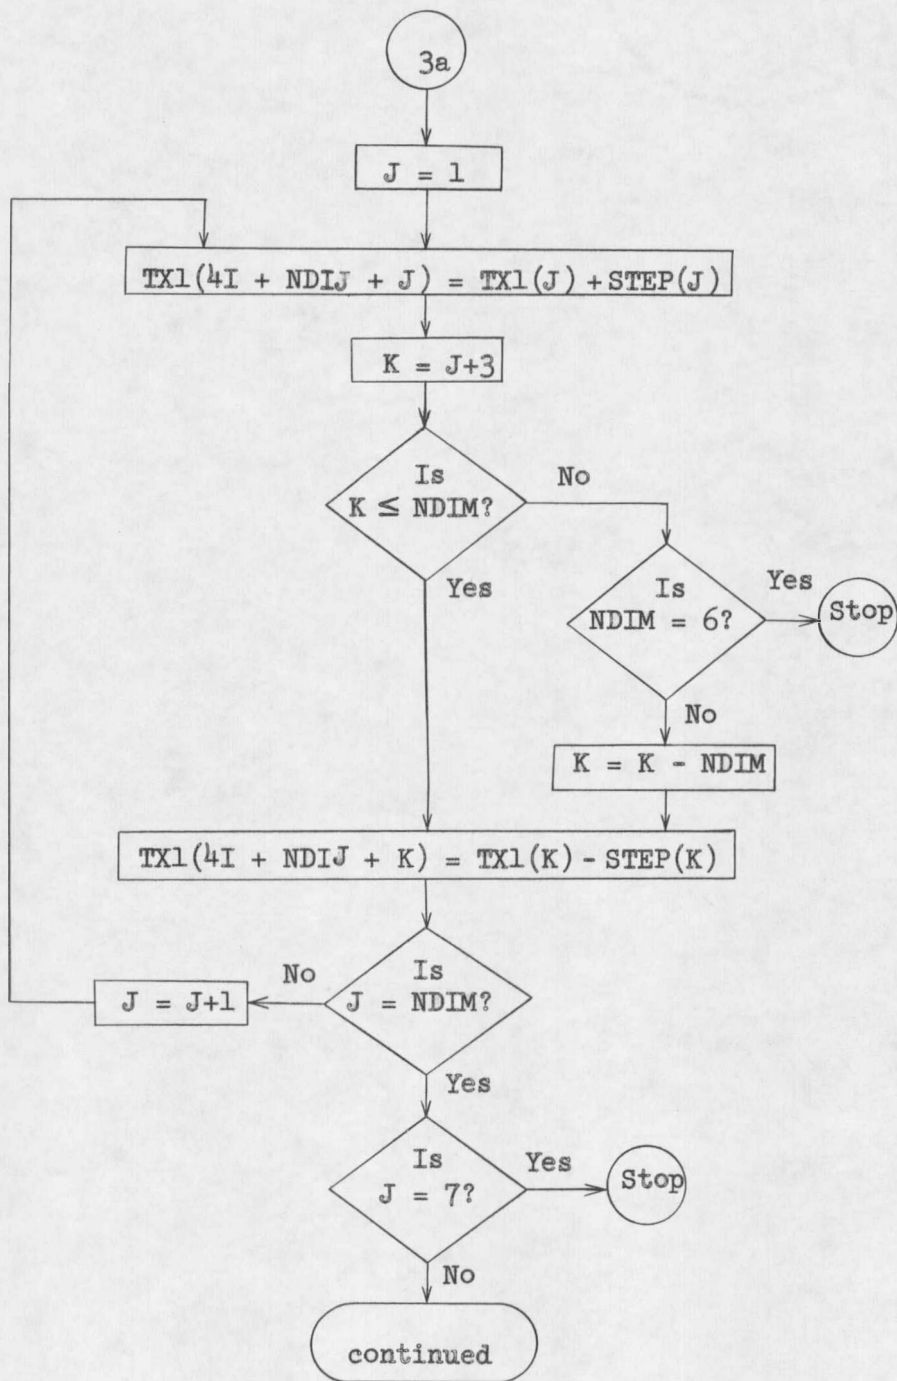 3a
J = 1
TX1(4I + NDIJ + J) = TX1(J) + STEP(J)
K = J+3
Is
K ≤ NDIM?
No
Yes
Is
NDIM = 6?
Yes
Stop
No
K = K - NDIM
TX1(4I + NDIJ + K) = TX1(K) - STEP(K)
Is
J = NDIM?
No
J = J+1
Yes
Is
J = 7?
Yes
Stop
No
continued